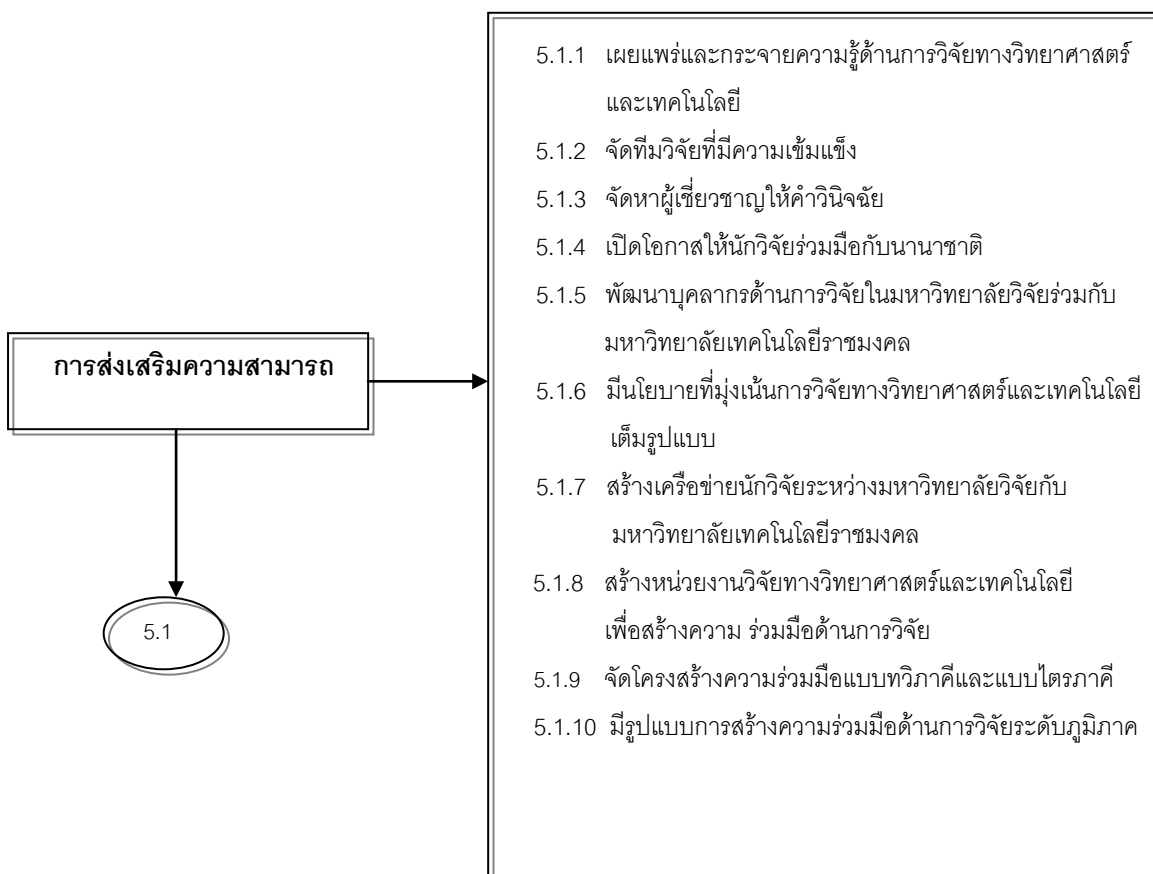 5.1.1 เผยแพร่และกระจายความรู้ด้านการวิจัยทางวิทยาศาสตร์
และเทคโนโลยี
5.1.2 จัดทีมวิจัยที่มีความเข้มแข็ง
5.1.3 จัดหาผู้เชี่ยวชาญให้คำวินิจฉัย
5.1.4 เปิดโอกาสให้นักวิจัยร่วมมือกับนานาชาติ
5.1.5 พัฒนาบุคลากรด้านการวิจัยในมหาวิทยาลัยวิจัยร่วมกับ
มหาวิทยาลัยเทคโนโลยีราชมงคล
5.1.6 มีนโยบายที่มุ่งเน้นการวิจัยทางวิทยาศาสตร์และเทคโนโลยี
เต็มรูปแบบ
5.1.7 สร้างเครือข่ายนักวิจัยระหว่างมหาวิทยาลัยวิจัยกับ
มหาวิทยาลัยเทคโนโลยีราชมงคล
5.1.8 สร้างหน่วยงานวิจัยทางวิทยาศาสตร์และเทคโนโลยี
เพื่อสร้างความ ร่วมมือด้านการวิจัย
5.1.9 จัดโครงสร้างความร่วมมือแบบทวิภาคีและแบบไตรภาคี
5.1.10 มีรูปแบบการสร้างความร่วมมือด้านการวิจัยระดับภูมิภาค
การส่งเสริมความสามารถ
5.1